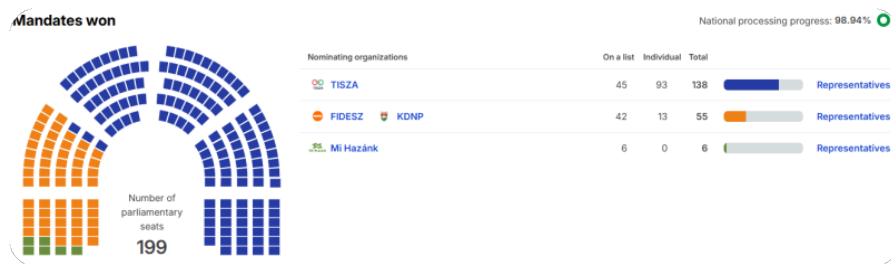 Mandates won
National processing progress: 98.94%
Nominating organizations On a list Individual Total
TISZA 45 93 138 Representatives
FIDESZ KDNP 42 13 55 Representatives
Mi Hazánk 6 0 6 Representatives
Number of
parliamentary
seats
199